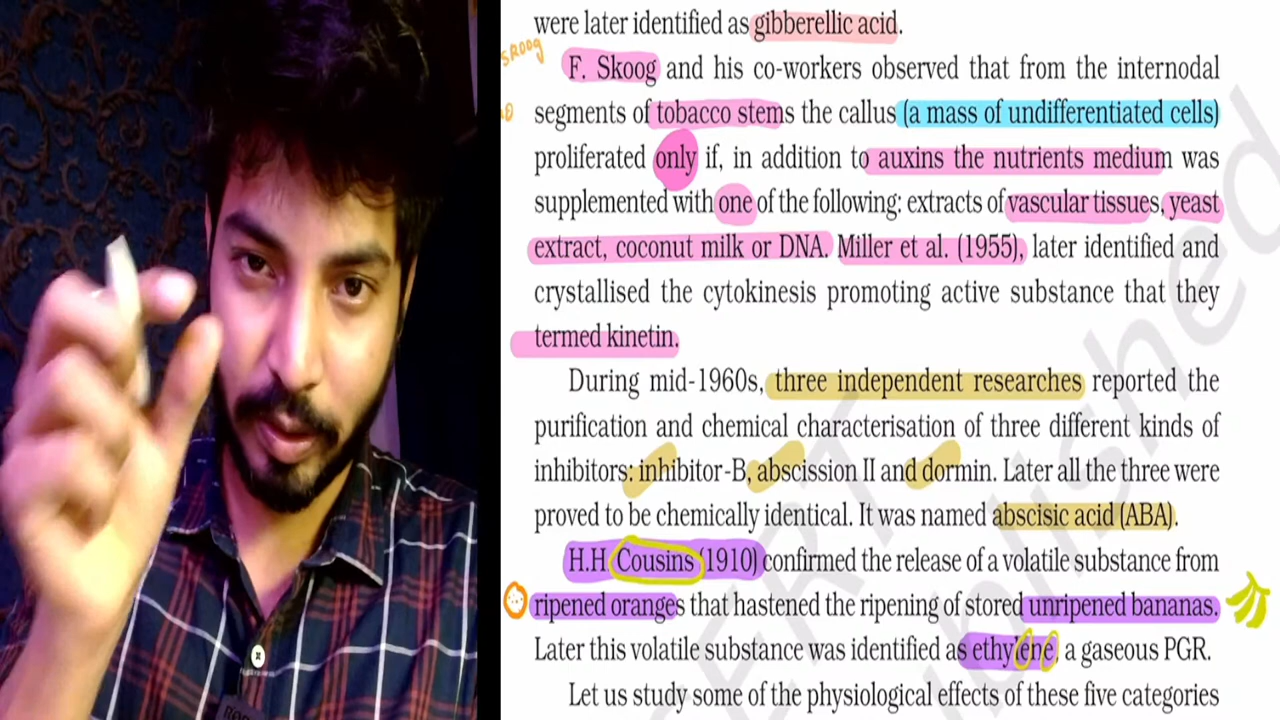 were later identified as gibberellic acid.
SROOg
F. Skoog and his co-workers observed that from the internodal
segments of tobacco stems the callus (a mass of undifferentiated cells)
proliferated only if, in addition to auxins the nutrients medium was
supplemented with one of the following: extracts of vascular tissues, yeast
extract, coconut milk or DNA. Miller et al. (1955), later identified and
crystallised the cytokinesis promoting active substance that they
termed kinetin.
During mid-1960s, three independent researches reported the
purification and chemical characterisation of three different kinds of
inhibitors: inhibitor-B, abscission II and dormin. Later all the three were
proved to be chemically identical. It was named abscisic acid (ABA).
H.H. Cousins (1910) confirmed the release of a volatile substance from
ripened oranges that hastened the ripening of stored unripened bananas.
Later this volatile substance was identified as ethylene, a gaseous PGR.
Let us study some of the physiological effects of these five categories